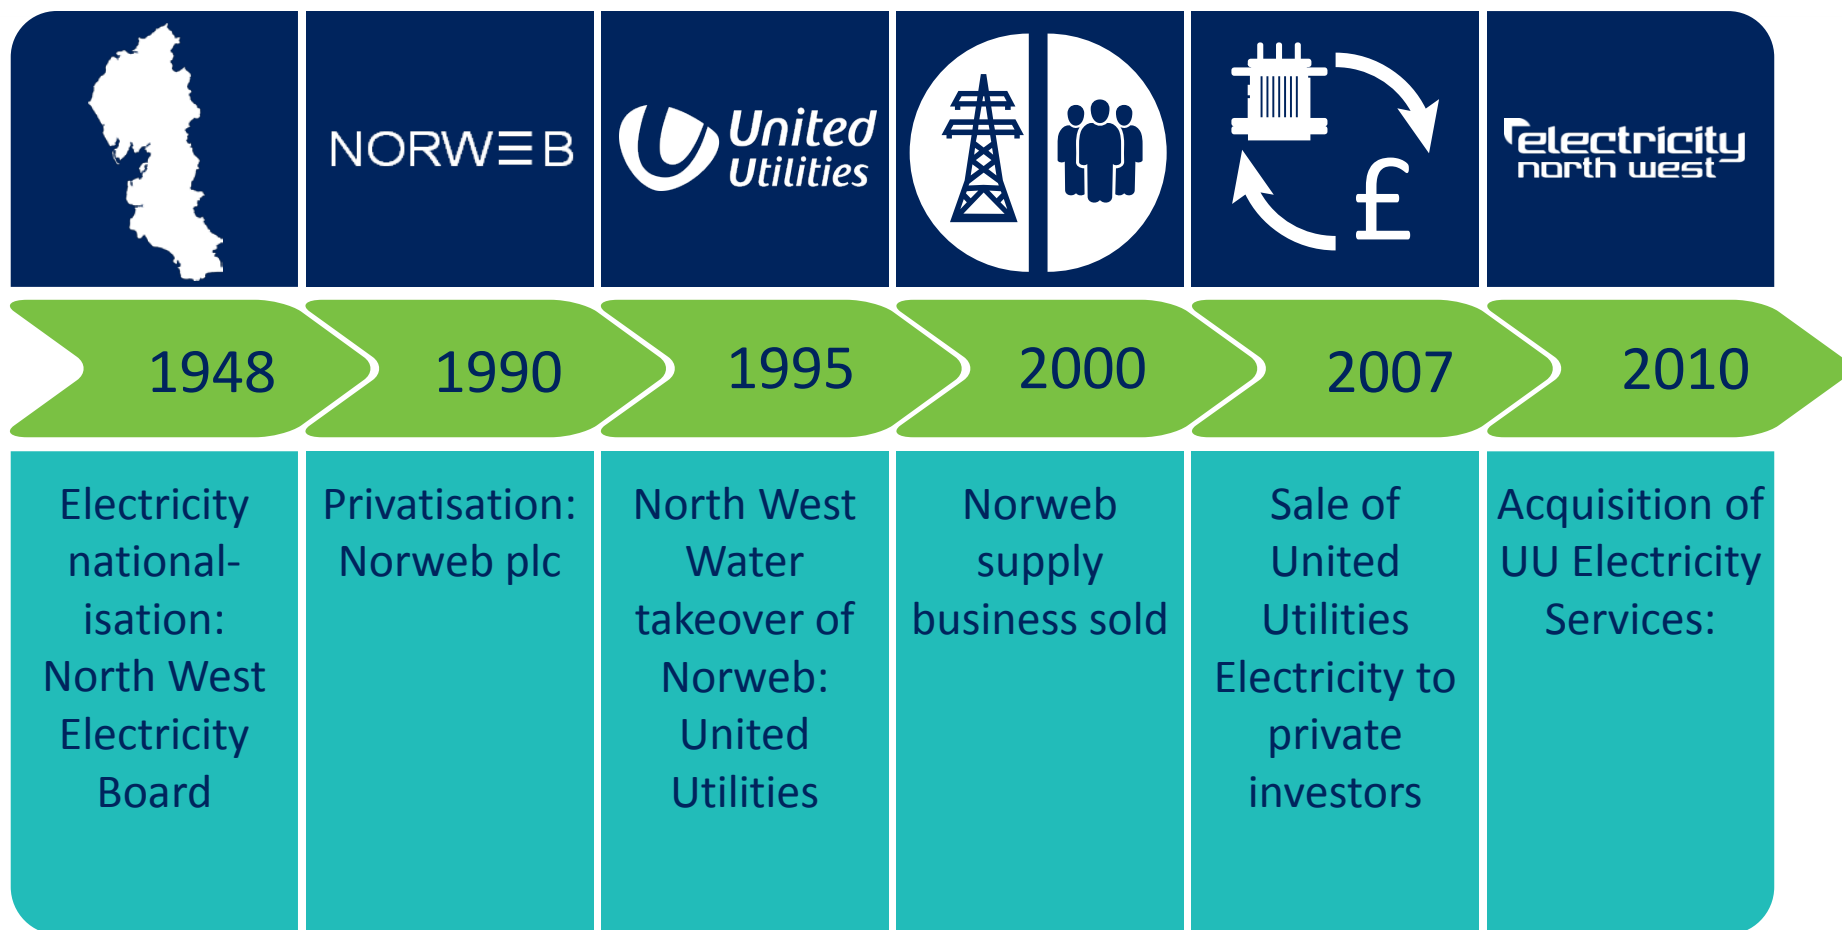 NORWEB
United
Utilities
£
electricity
north west
1948
1990
1995
2000
2007
2010
Electricity
national-
isation:
North West
Electricity
Board
Privatisation:
Norweb plc
North West
Water
takeover of
Norweb:
United
Utilities
Norweb
supply
business sold
Sale of
United
Utilities
Electricity to
private
investors
Acquisition of
UU Electricity
Services: